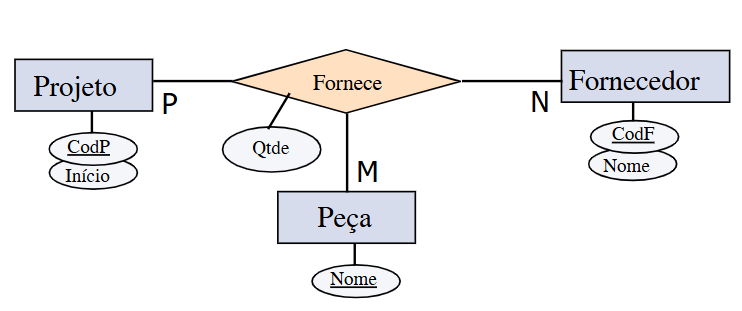 Projeto
Fornece
Fornecedor
P
N
CodP
Início
Qtde
CodF
Nome
M
Peça
Nome